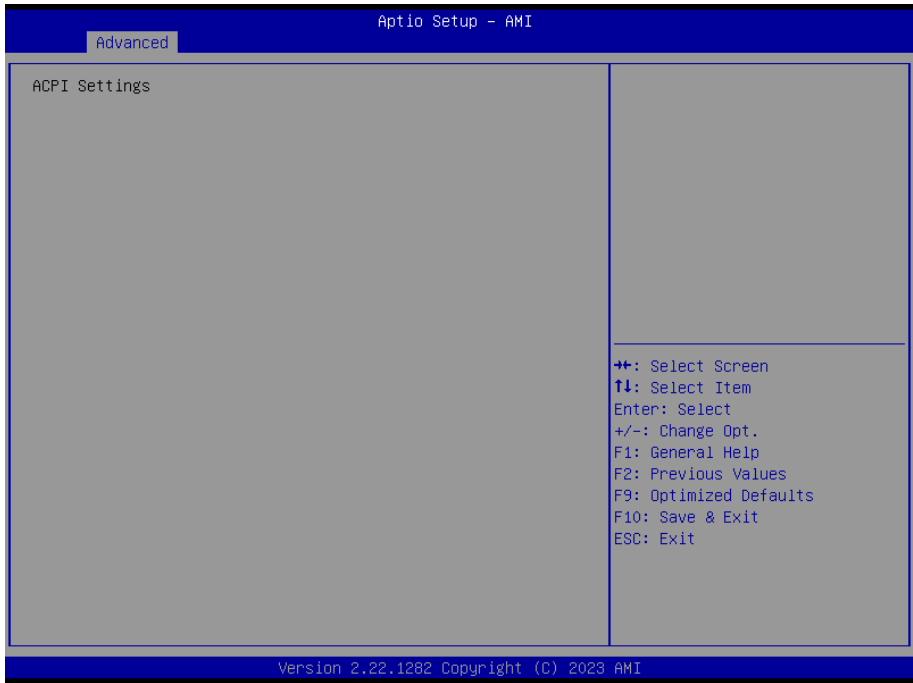 Aptio Setup – AMI
Advanced
ACPI Settings
→←: Select Screen
↑↓: Select Item
Enter: Select
+/-: Change Opt.
F1: General Help
F2: Previous Values
F9: Optimized Defaults
F10: Save & Exit
ESC: Exit
Version 2.22.1282 Copyright (C) 2023 AMI